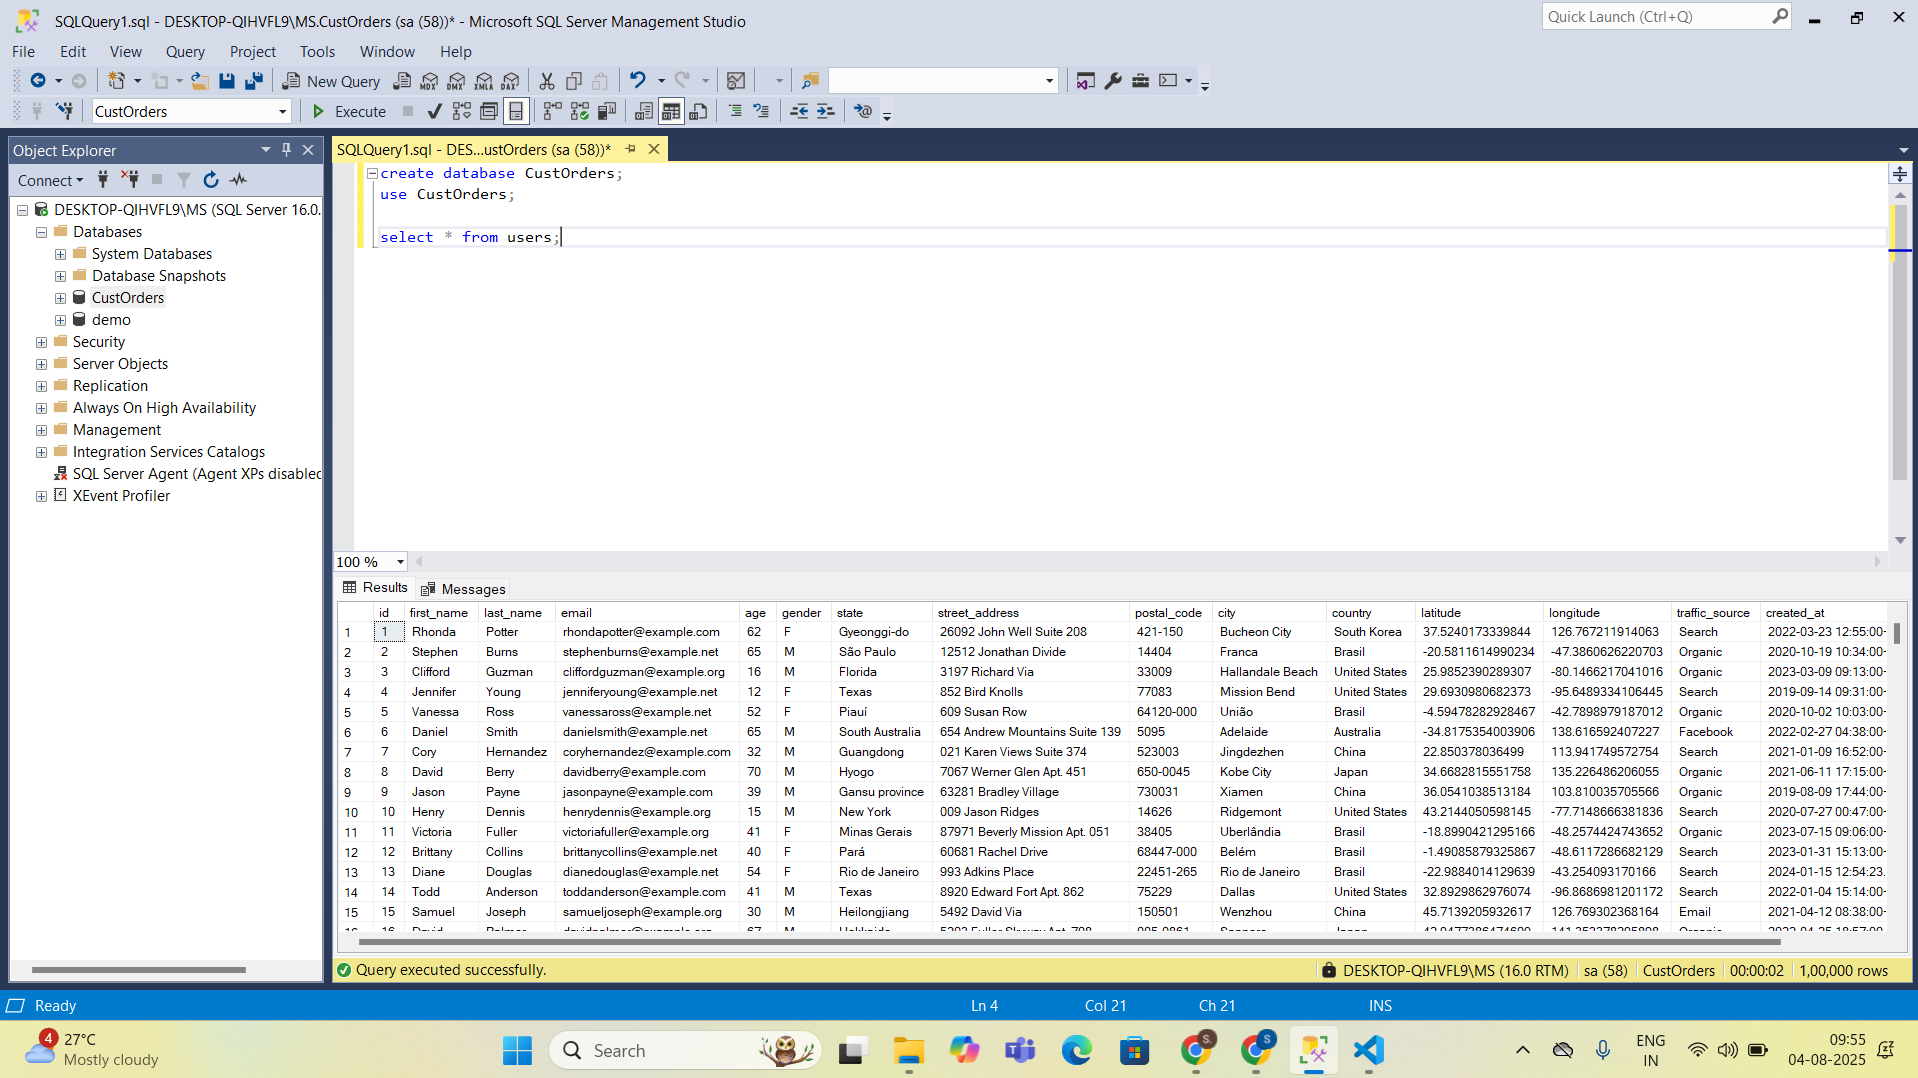 SQLQuery1.sql - DESKTOP-QIHVFL9\MS.CustOrders (sa (58))* - Microsoft SQL Server Management Studio
Quick Launch (Ctrl+Q)
File Edit View Query Project Tools Window Help
New Query MDX DMX XMLA DAX
CustOrders Execute
Object Explorer
Connect
DESKTOP-QIHVFL9\MS (SQL Server 16.0.
Databases
System Databases
Database Snapshots
CustOrders
demo
Security
Server Objects
Replication
Always On High Availability
Management
Integration Services Catalogs
SQL Server Agent (Agent XPs disabled
XEvent Profiler
SQLQuery1.sql - DES...ustOrders (sa (58))*
create database CustOrders;
use CustOrders;
select * from users;
100 %
Results Messages
id first_name last_name email age gender state street_address postal_code city country latitude longitude traffic_source created_at
1 1 Rhonda Potter rhondapotter@example.com 62 F Gyeonggi-do 26092 John Well Suite 208 421-150 Bucheon City South Korea 37.5240173339844 126.767211914063 Search 2022-03-23 12:55:00-
2 2 Stephen Burns stephenburns@example.net 65 M São Paulo 12512 Jonathan Divide 14404 Franca Brasil -20.5811614990234 -47.3860626220703 Organic 2020-10-19 10:34:00-
3 3 Clifford Guzman cliffordguzman@example.org 16 M Florida 3197 Richard Via 33009 Hallandale Beach United States 25.9852390289307 -80.1466217041016 Organic 2023-03-09 09:13:00-
4 4 Jennifer Young jenniferyoung@example.net 12 F Texas 852 Bird Knolls 77083 Mission Bend United States 29.6930980682373 -95.6489334106445 Search 2019-09-14 09:31:00-
5 5 Vanessa Ross vanessaross@example.net 52 F Piauí 609 Susan Row 64120-000 União Brasil -4.59478282928467 -42.7898979187012 Organic 2020-10-02 10:03:00-
6 6 Daniel Smith danielsmith@example.net 65 M South Australia 654 Andrew Mountains Suite 139 5095 Adelaide Australia -34.8175354003906 138.616592407227 Facebook 2022-02-27 04:38:00-
7 7 Cory Hernandez coryhernandez@example.com 32 M Guangdong 021 Karen Views Suite 374 523003 Jingdezhen China 22.850378036499 113.941749572754 Search 2021-01-09 16:52:00-
8 8 David Berry davidberry@example.com 70 M Hyogo 7067 Werner Glen Apt. 451 650-0045 Kobe City Japan 34.6682815551758 135.226486206055 Organic 2021-06-11 17:15:00-
9 9 Jason Payne jasonpayne@example.com 39 M Gansu province 63281 Bradley Village 730031 Xiamen China 36.0541038513184 103.810035705566 Organic 2019-08-09 17:44:00-
10 10 Henry Dennis henrydennis@example.org 15 M New York 009 Jason Ridges 14626 Ridgemont United States 43.2144050598145 -77.7148666381836 Search 2020-07-27 00:47:00-
11 11 Victoria Fuller victoriafuller@example.org 41 F Minas Gerais 87971 Beverly Mission Apt. 051 38405 Uberlândia Brasil -18.8990421295166 -48.2574424743652 Organic 2023-07-15 09:06:00-
12 12 Brittany Collins brittanycollins@example.net 40 F Pará 60681 Rachel Drive 68447-000 Belém Brasil -1.49085879325867 -48.6117286682129 Search 2023-01-31 15:13:00-
13 13 Diane Douglas dianedouglas@example.net 54 F Rio de Janeiro 993 Adkins Place 22451-265 Rio de Janeiro Brasil -22.9884014129639 -43.254093170166 Search 2024-01-15 12:54:23.
14 14 Todd Anderson toddanderson@example.com 41 M Texas 8920 Edward Fort Apt. 862 75229 Dallas United States 32.8929862976074 -96.8686981201172 Search 2022-01-04 15:14:00-
15 15 Samuel Joseph samueljoseph@example.org 30 M Heilongjiang 5492 David Via 150501 Wenzhou China 45.7139205932617 126.769302368164 Email 2021-04-12 08:38:00-
Query executed successfully. DESKTOP-QIHVFL9\MS (16.0 RTM) sa (58) CustOrders 00:00:02 1,00,000 rows
Ready Ln 4 Col 21 Ch 21 INS
4 27°C
Mostly cloudy
Search
S.
S
ENG
IN
09:55
04-08-2025